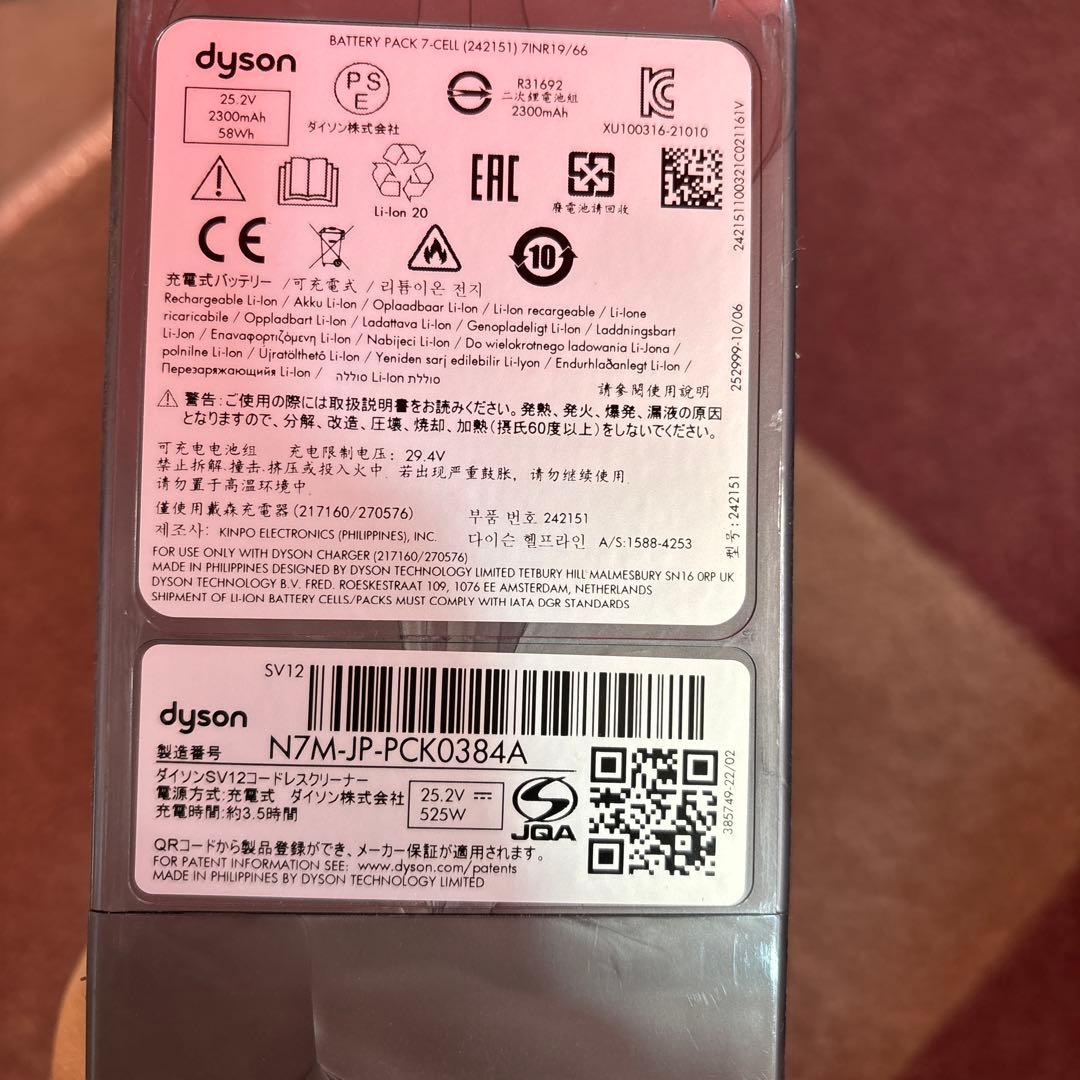 BATTERY PACK 7-CELL (242151) 7INR19/66
dyson
25.2V
2300mAh
58Wh
PSE
ダイソン株式会社
R31692
二次鋰電池組
2300mAh
XU100316-21010
Li-Ion 20
EAC
廢電池請回收
CE
10
242151100321C021161V
252999-10/06
型号: 242151
充電式バッテリー /可充電式 / 리튬이온 전지
Rechargeable Li-Ion / Akku Li-Ion / Oplaadbaar Li-Ion / Li-Ion recargeable / Li-Ione
ricaricabile / Oppladbart Li-Ion / Ladattava Li-Ion / Genopladeligt Li-Ion / Laddningsbart
Li-Jon / Επαναφορτιζόμενη Li-Ion / Nabijeci Li-Ion / Do wielokrotnego ladowania Li-Jona /
polnilne Li-Ion / Újratölthető Li-Ion / Yeniden sarj edilebilir Li-Iyon / Endurhlaðanlegt Li-Ion /
Перезаряжающийя Li-Ion / סוללה Li-Ion סוללת
請參閱使用說明
警告:ご使用の際には取扱説明書をお読みください。発熱、発火、爆発、漏液の原因
となりますので、分解、改造、圧壊、焼却、加熱(摂氏60度以上)をしないでください。
可充电电池组 充电限制电压: 29.4V
禁止拆解.撞击.挤压或投入火中. 若出现严重鼓胀, 请勿继续使用.
请勿置于高温环境中.
僅使用戴森充電器(217160/270576) 부품 번호 242151
제조사: KINPO ELECTRONICS (PHILIPPINES), INC. 다이슨 헬프라인 A/S:1588-4253
FOR USE ONLY WITH DYSON CHARGER (217160/270576)
MADE IN PHILIPPINES DESIGNED BY DYSON TECHNOLOGY LIMITED TETBURY HILL MALMESBURY SN16 0RP UK
DYSON TECHNOLOGY B.V. FRED. ROESKESTRAAT 109, 1076 EE AMSTERDAM, NETHERLANDS
SHIPMENT OF LI-ION BATTERY CELLS/PACKS MUST COMPLY WITH IATA DGR STANDARDS
SV12
dyson
製造番号 N7M-JP-PCK0384A
ダイソンSV12コードレスクリーナー
電源方式:充電式 ダイソン株式会社
充電時間:約3.5時間
25.2V
525W
JQA
QRコードから製品登録ができ、メーカー保証が適用されます。
FOR PATENT INFORMATION SEE: www.dyson.com/patents
MADE IN PHILIPPINES BY DYSON TECHNOLOGY LIMITED
385749-22/02